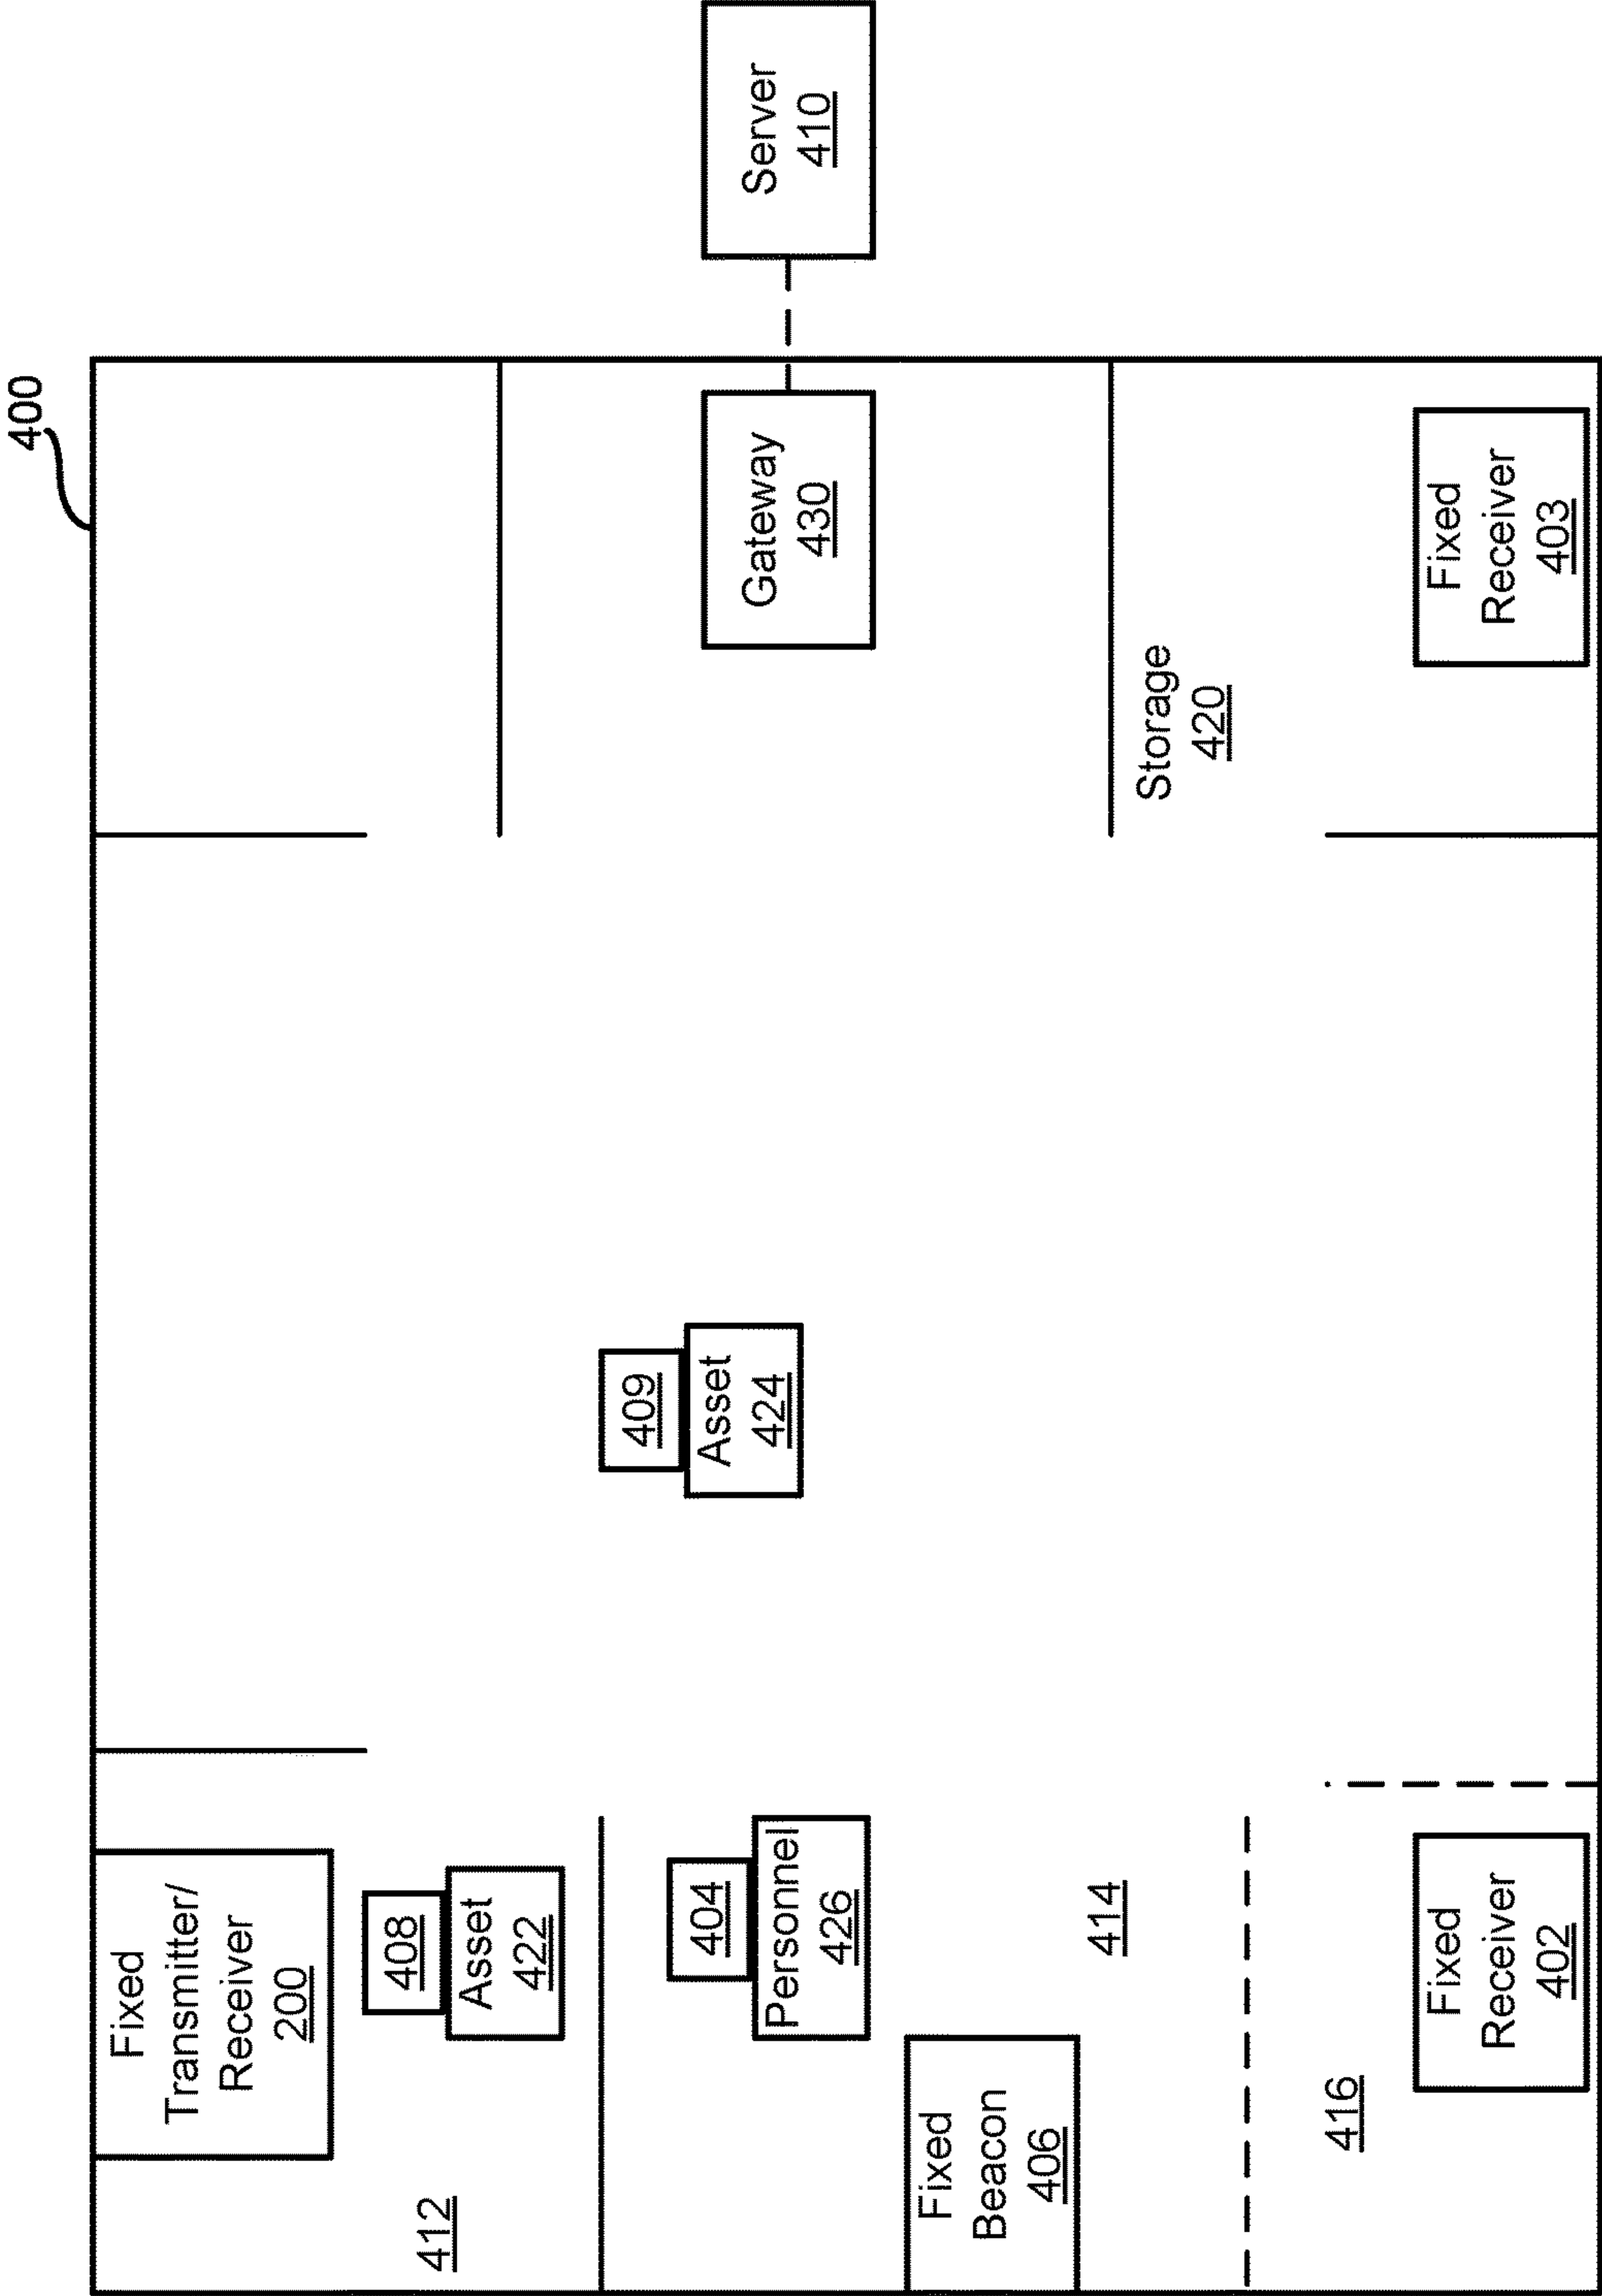 400
Fixed
Transmitter/
Receiver
200
408
Asset
422
412
409
Asset
424
404
Personnel
426
Fixed
Beacon
406
414
Gateway
430
Server
410
Storage
420
416
Fixed
Receiver
402
Fixed
Receiver
403